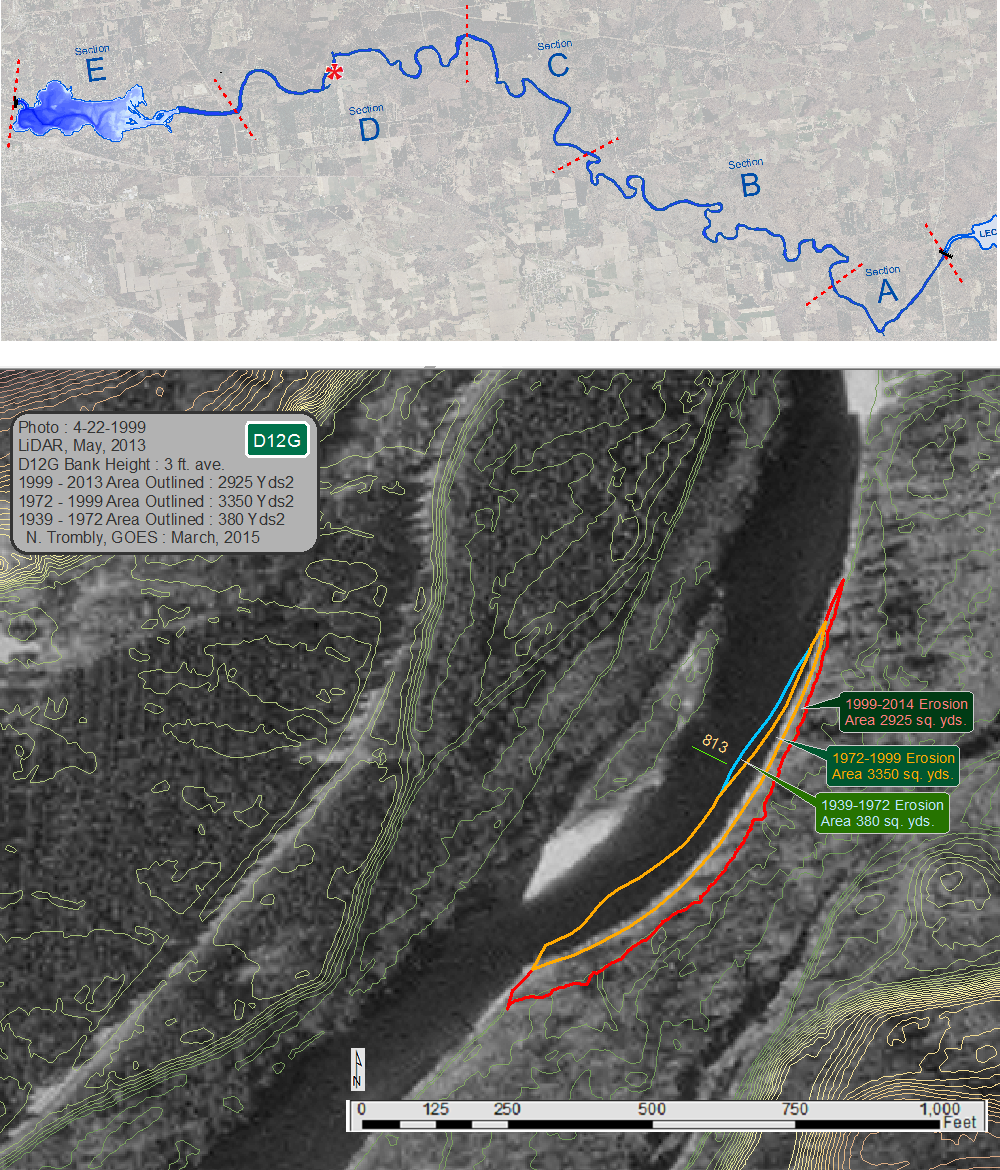 Section
E
Section
D
Section
C
Section
B
Section
A
LEC
Photo : 4-22-1999
LiDAR, May, 2013
D12G Bank Height : 3 ft. ave.
1999 - 2013 Area Outlined : 2925 Yds2
1972 - 1999 Area Outlined : 3350 Yds2
1939 - 1972 Area Outlined : 380 Yds2
N. Trombly, GOES : March, 2015
D12G
813
1999-2014 Erosion
Area 2925 sq. yds.
1972-1999 Erosion
Area 3350 sq. yds.
1939-1972 Erosion
Area 380 sq. yds.
N
0 125 250 500 750 1,000
Feet